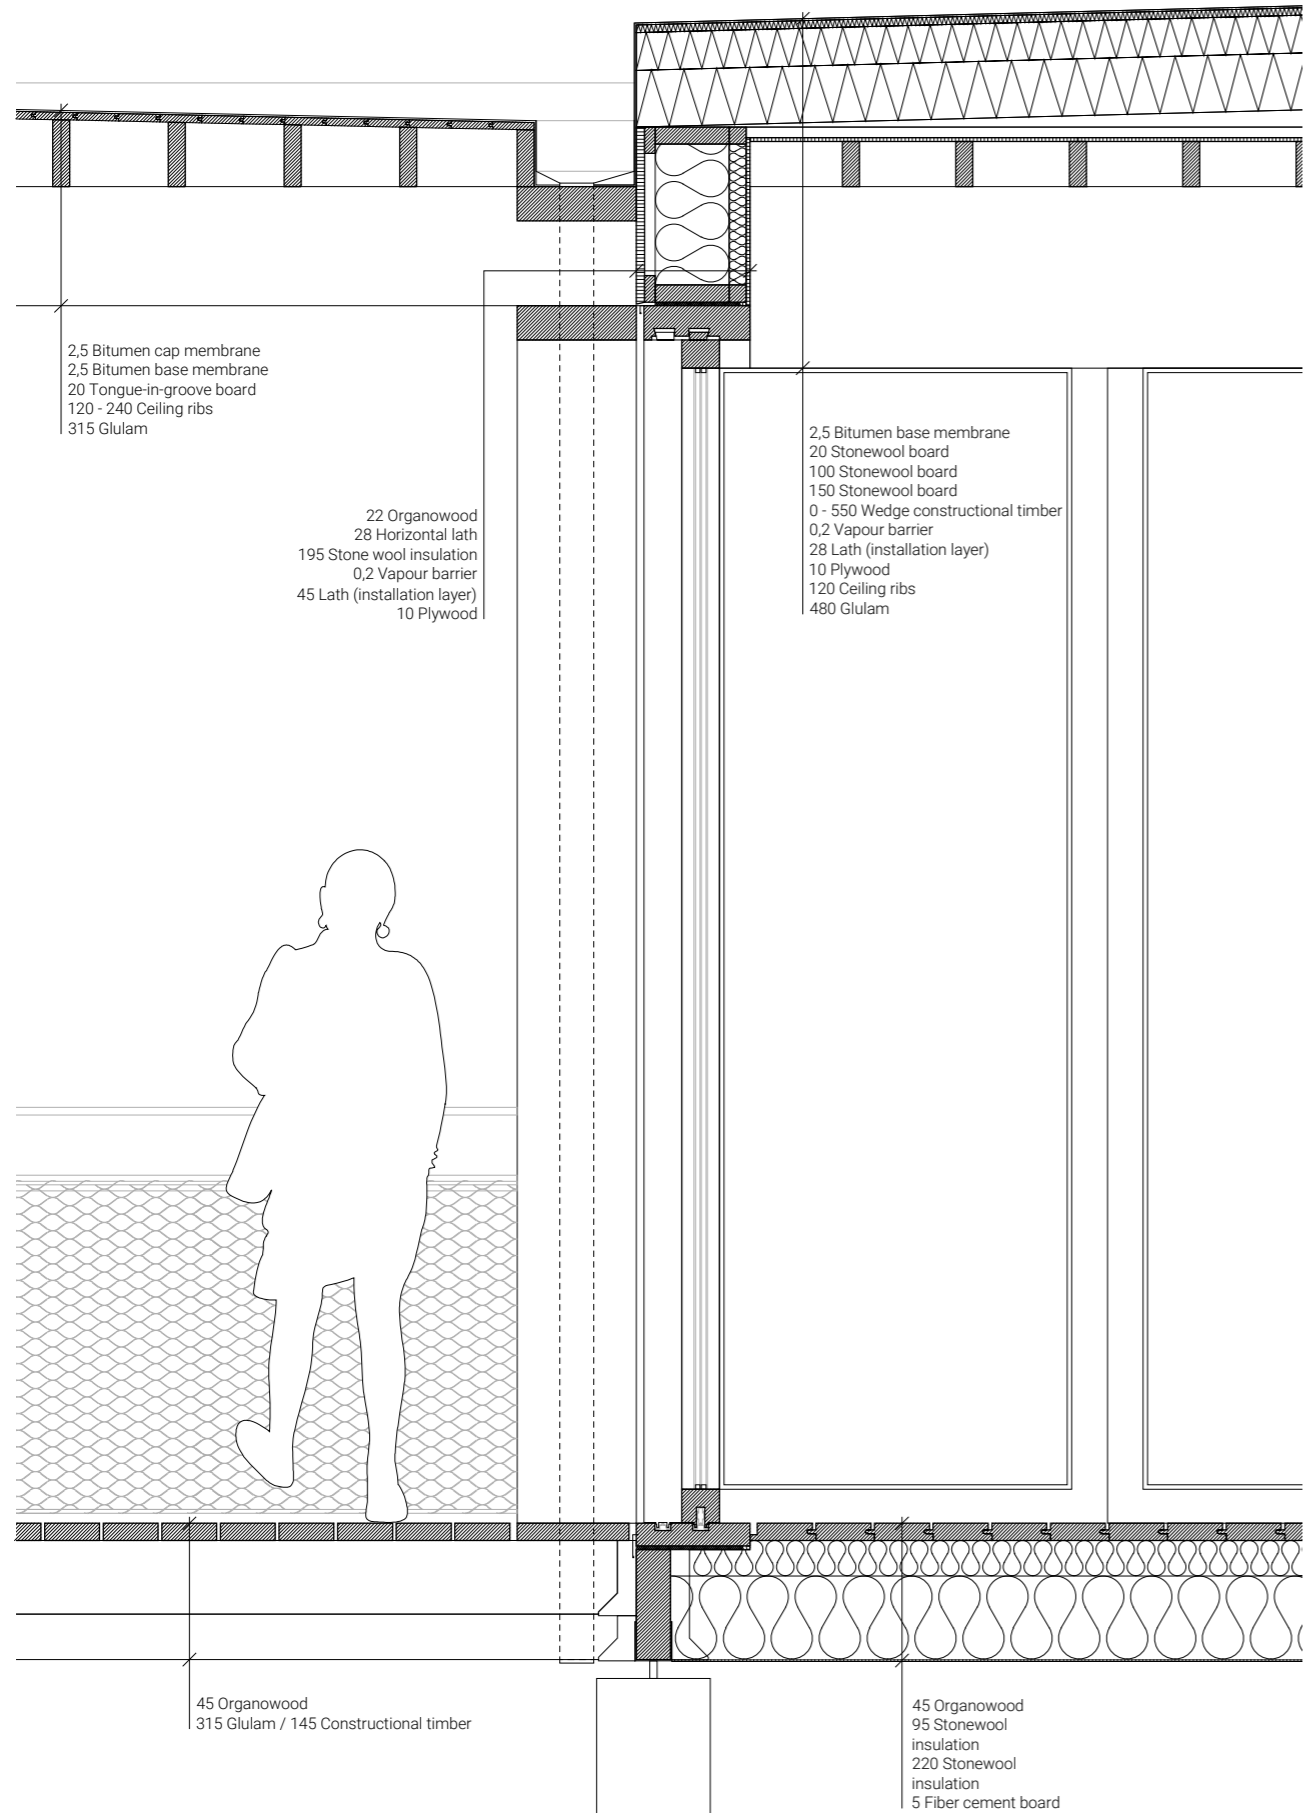 2,5 Bitumen cap membrane
2,5 Bitumen base membrane
20 Tongue-in-groove board
120 - 240 Ceiling ribs
315 Glulam
22 Organowood
28 Horizontal lath
195 Stone wool insulation
0,2 Vapour barrier
45 Lath (installation layer)
10 Plywood
2,5 Bitumen base membrane
20 Stonewool board
100 Stonewool board
150 Stonewool board
0 - 550 Wedge constructional timber
0,2 Vapour barrier
28 Lath (installation layer)
10 Plywood
120 Ceiling ribs
480 Glulam
45 Organowood
315 Glulam / 145 Constructional timber
45 Organowood
95 Stonewool
insulation
220 Stonewool
insulation
5 Fiber cement board